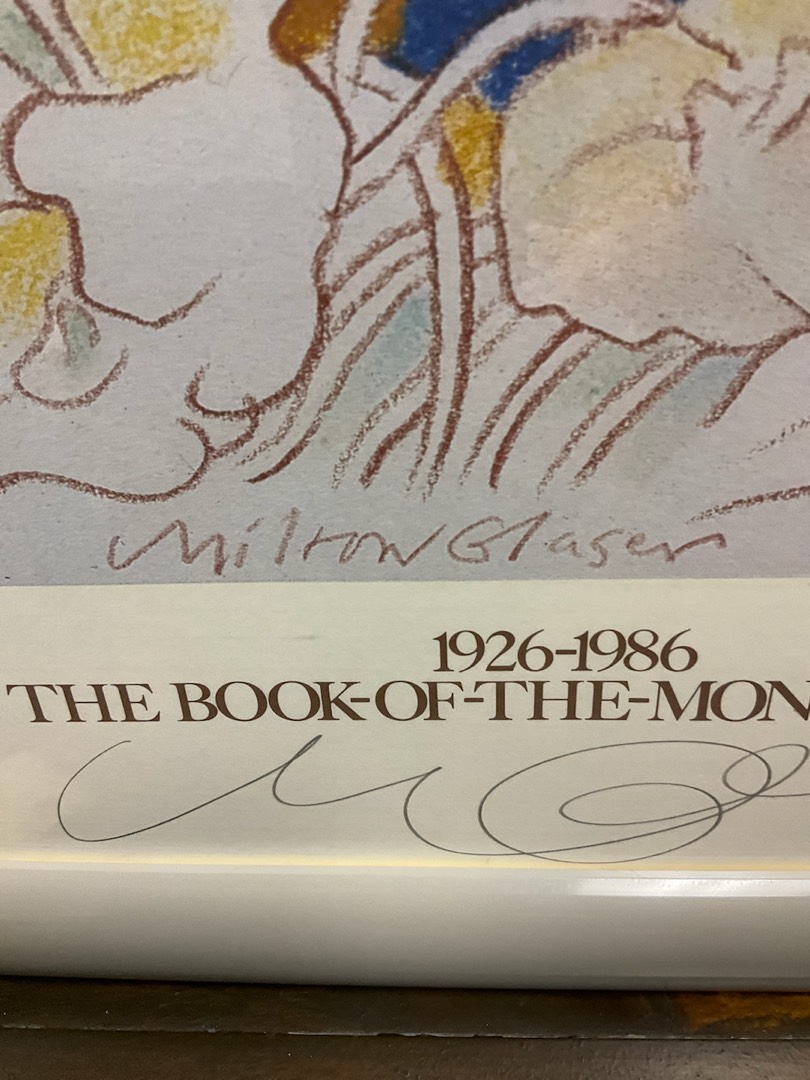 Milton Glaser
1926-1986
THE BOOK-OF-THE-MON